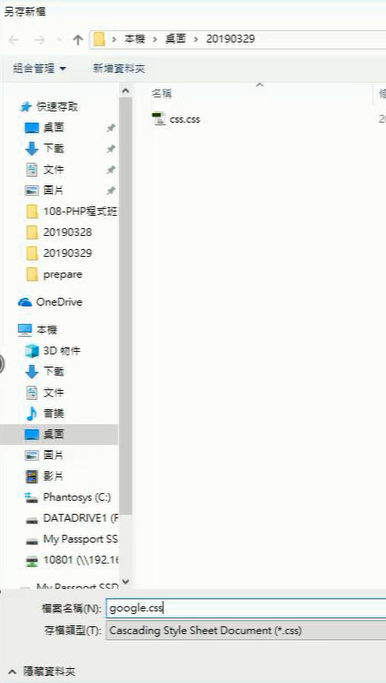 另存新檔
本機 > 桌面 > 20190329
組合管理 新增資料夾
名稱
css.css
快速存取
桌面
下載
文件
圖片
108-PHP程式班
20190328
20190329
prepare
OneDrive
本機
3D 物件
下載
文件
音樂
桌面
圖片
影片
Phantosys (C:)
DATADRIVE1 (F
My Passport SS
10801 (\\192.16
My Passport SSD
檔案名稱(N): google.css
存檔類型(T): Cascading Style Sheet Document (*.css)
隱藏資料夾